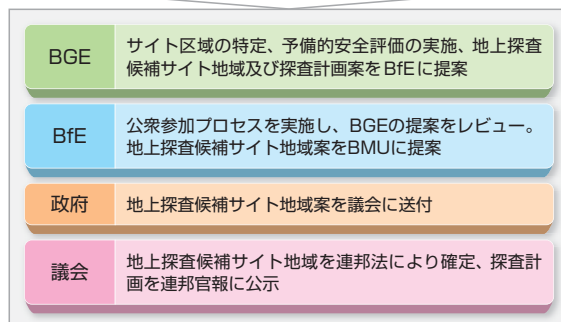 BGE
サイト区域の特定、予備的安全評価の実施、地上探査
候補サイト地域及び探査計画案をBfEに提案
BfE
公衆参加プロセスを実施し、BGEの提案をレビュー。
地上探査候補サイト地域案をBMUに提案
政府
地上探査候補サイト地域案を議会に送付
議会
地上探査候補サイト地域を連邦法により確定、探査計
画を連邦官報に公示